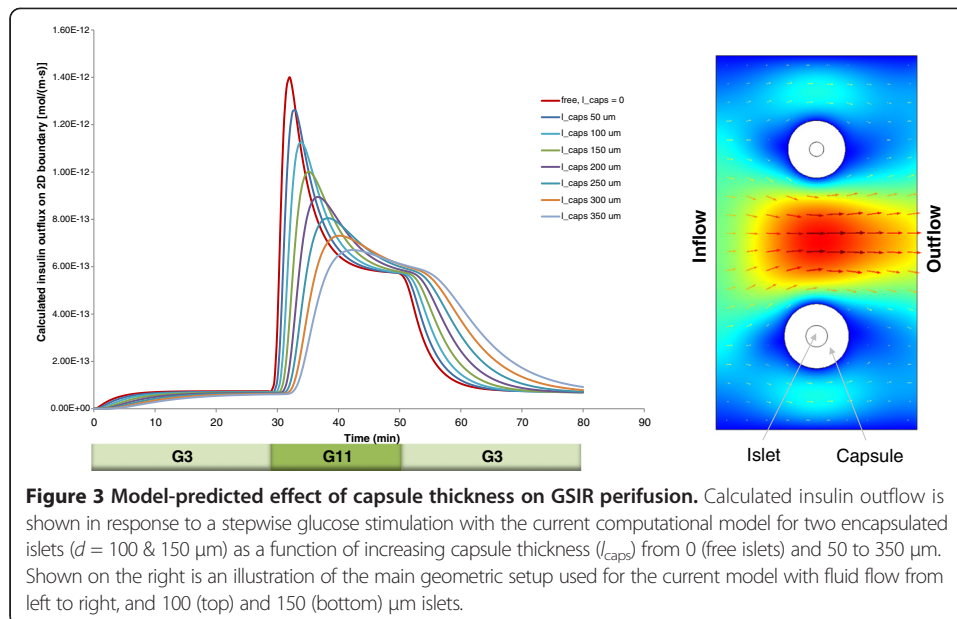 Calculated insulin outflux on 2D boundary [mol/(m·s)]
1.60E-12
1.40E-12
1.20E-12
1.00E-12
8.00E-13
6.00E-13
4.00E-13
2.00E-13
0.00E+00
0 10 20 30 40 50 60 70 80 90
Time (min)
G3 G11 G3
free, l_caps = 0
l_caps 50 um
l_caps 100 um
l_caps 150 um
l_caps 200 um
l_caps 250 um
l_caps 300 um
l_caps 350 um
Inflow
Outflow
Islet Capsule
Figure 3 Model-predicted effect of capsule thickness on GSIR perifusion. Calculated insulin outflow is
shown in response to a stepwise glucose stimulation with the current computational model for two encapsulated
islets (d = 100 & 150 μm) as a function of increasing capsule thickness (lcaps) from 0 (free islets) and 50 to 350 μm.
Shown on the right is an illustration of the main geometric setup used for the current model with fluid flow from
left to right, and 100 (top) and 150 (bottom) μm islets.